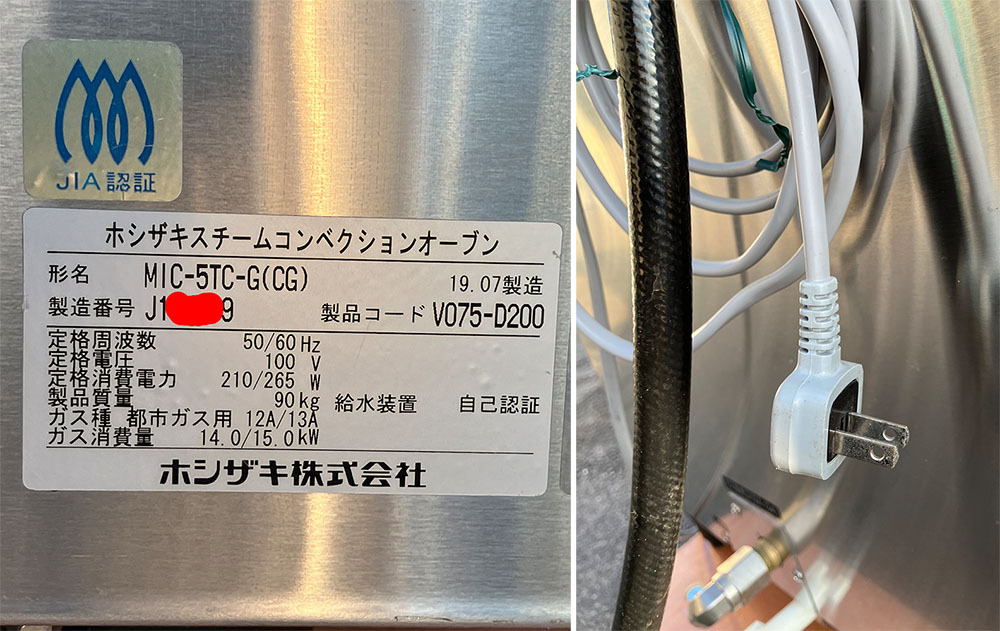 JIA認証
ホシザキスチームコンベクションオーブン
形名 MIC-5TC-G(CG) 19.07製造
製造番号 J1 9 製品コード V075-D200
定格周波数 50/60 Hz
定格電圧 100 V
定格消費電力 210/265 W
製品質量 90kg 給水装置 自己認証
ガス種 都市ガス用 12A/13A
ガス消費量 14.0/15.0kW
ホシザキ株式会社